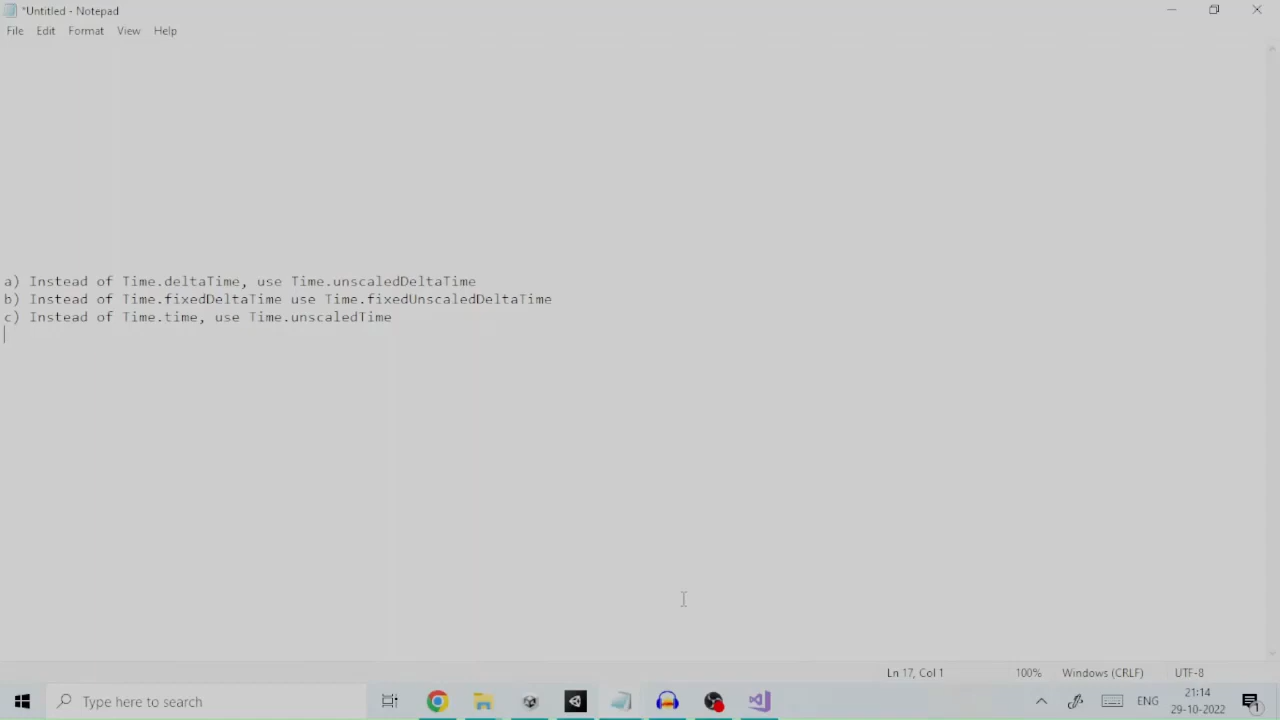 *Untitled - Notepad
File Edit Format View Help
a) Instead of Time.deltaTime, use Time.unscaledDeltaTime
b) Instead of Time.fixedDeltaTime use Time.fixedUnscaledDeltaTime
c) Instead of Time.time, use Time.unscaledTime
Ln 17, Col 1 100% Windows (CRLF) UTF-8
Type here to search ENG 21:14
29-10-2022 1